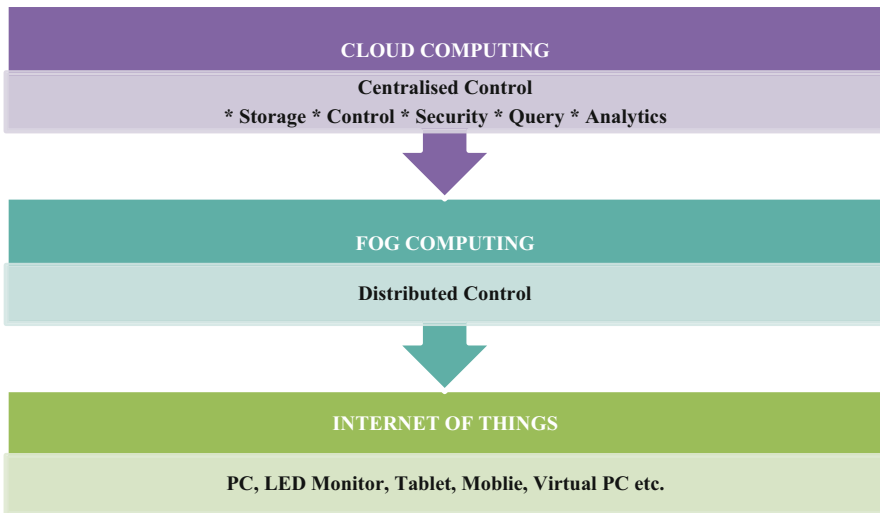 CLOUD COMPUTING
Centralised Control
* Storage * Control * Security * Query * Analytics
FOG COMPUTING
Distributed Control
INTERNET OF THINGS
PC, LED Monitor, Tablet, Moblie, Virtual PC etc.